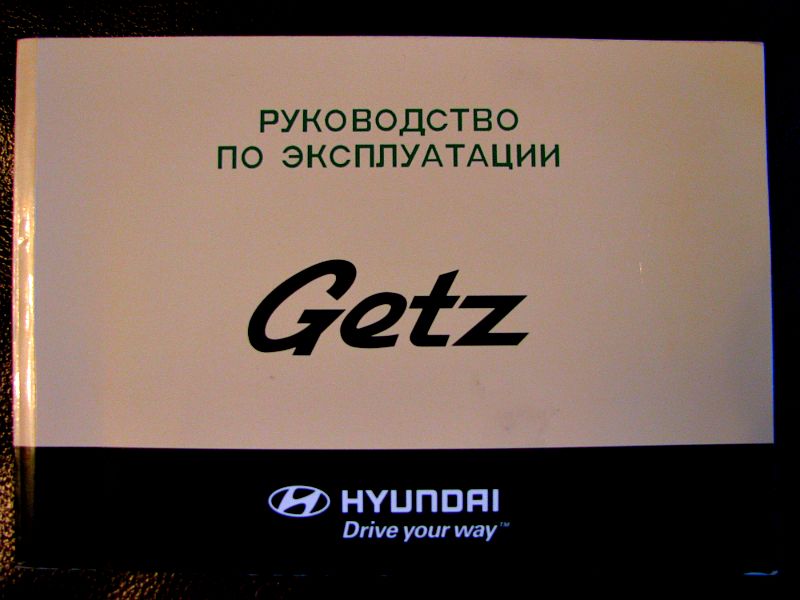 РУКОВОДСТВО
ПО ЭКСПЛУАТАЦИИ
Getz
HYUNDAI
Drive your way™